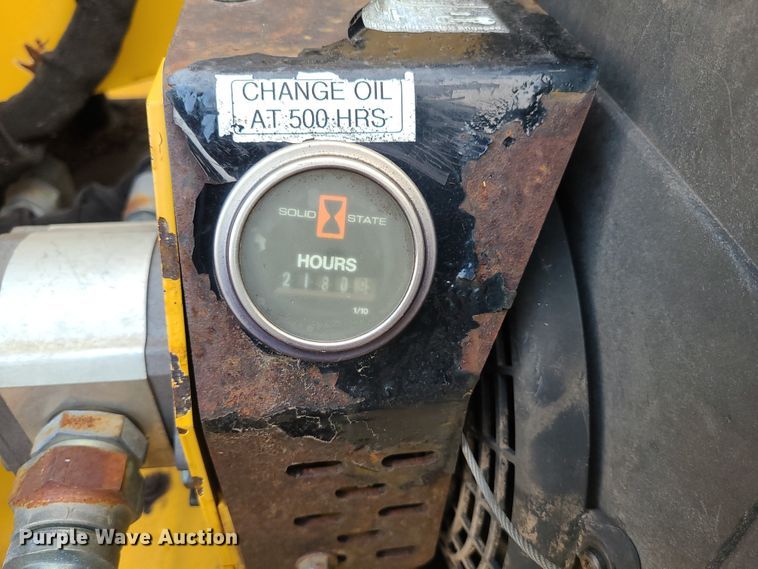 CHANGE OIL
AT 500 HRS
SOLID STATE
HOURS
1/10
Purple Wave Auction